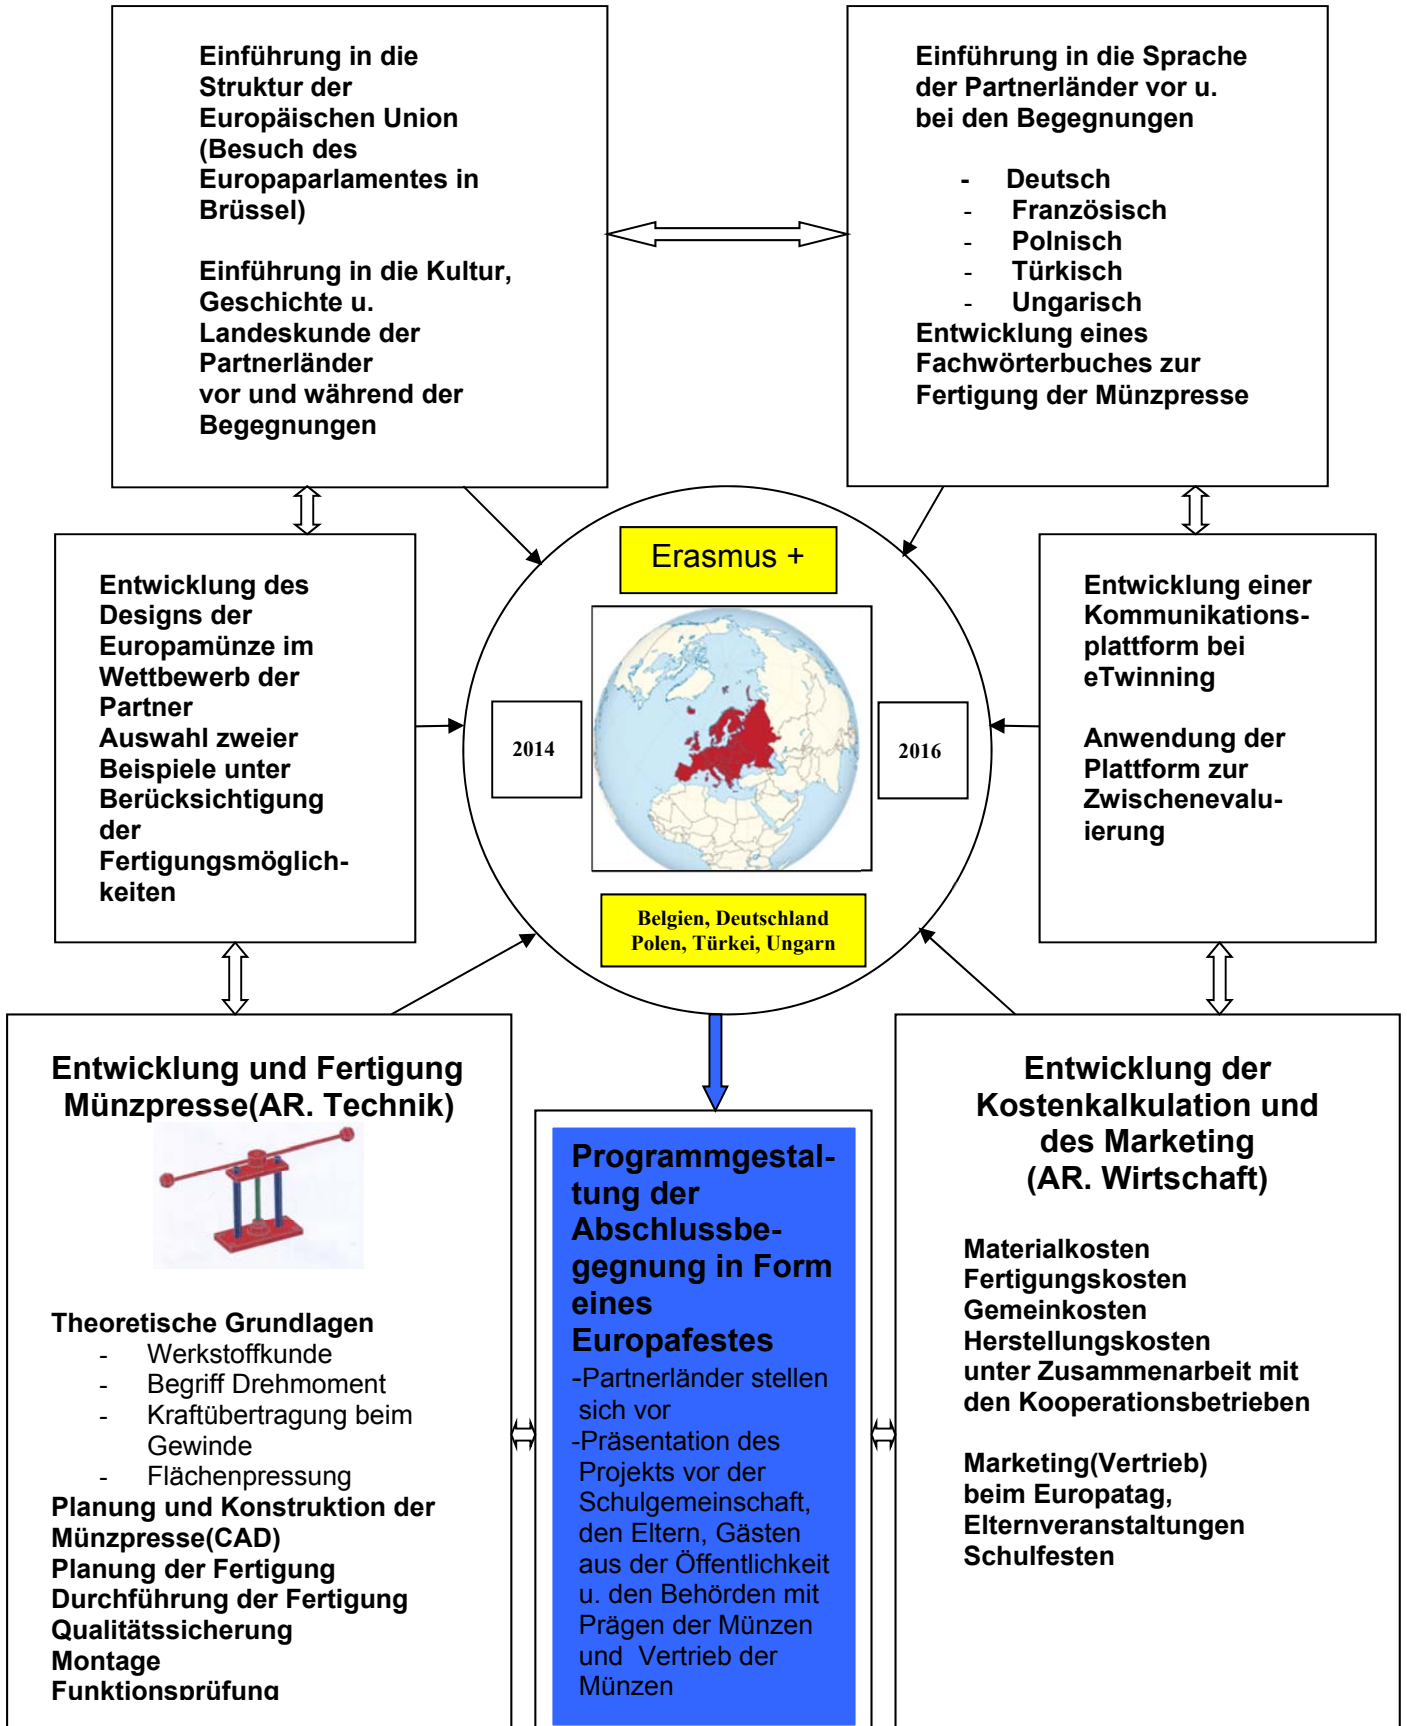 Einführung in die
Struktur der
Europäischen Union
(Besuch des
Europaparlamentes in
Brüssel)
Einführung in die Kultur,
Geschichte u.
Landeskunde der
Partnerländer
vor und während der
Begegnungen
Einführung in die Sprache
der Partnerländer vor u.
bei den Begegnungen
- Deutsch
- Französisch
- Polnisch
- Türkisch
- Ungarisch
Entwicklung eines
Fachwörterbuches zur
Fertigung der Münzpresse
Entwicklung des
Designs der
Europamünze im
Wettbewerb der
Partner
Auswahl zweier
Beispiele unter
Berücksichtigung
der
Fertigungsmöglich-
keiten
Erasmus +
2014
2016
Belgien, Deutschland
Polen, Türkei, Ungarn
Entwicklung einer
Kommunikations-
plattform bei
eTwinning
Anwendung der
Plattform zur
Zwischenevalu-
ierung
Entwicklung und Fertigung
Münzpresse(AR. Technik)
Theoretische Grundlagen
- Werkstoffkunde
- Begriff Drehmoment
- Kraftübertragung beim
Gewinde
- Flächenpressung
Planung und Konstruktion der
Münzpresse(CAD)
Planung der Fertigung
Durchführung der Fertigung
Qualitätssicherung
Montage
Funktionsprüfung
Programmgestal-
tung der
Abschlussbe-
gegnung in Form
eines
Europafestes
-Partnerländer stellen
sich vor
-Präsentation des
Projekts vor der
Schulgemeinschaft,
den Eltern, Gästen
aus der Öffentlichkeit
u. den Behörden mit
Prägen der Münzen
und Vertrieb der
Münzen
Entwicklung der
Kostenkalkulation und
des Marketing
(AR. Wirtschaft)
Materialkosten
Fertigungskosten
Gemeinkosten
Herstellungskosten
unter Zusammenarbeit mit
den Kooperationsbetrieben
Marketing(Vertrieb)
beim Europatag,
Elternveranstaltungen
Schulfesten